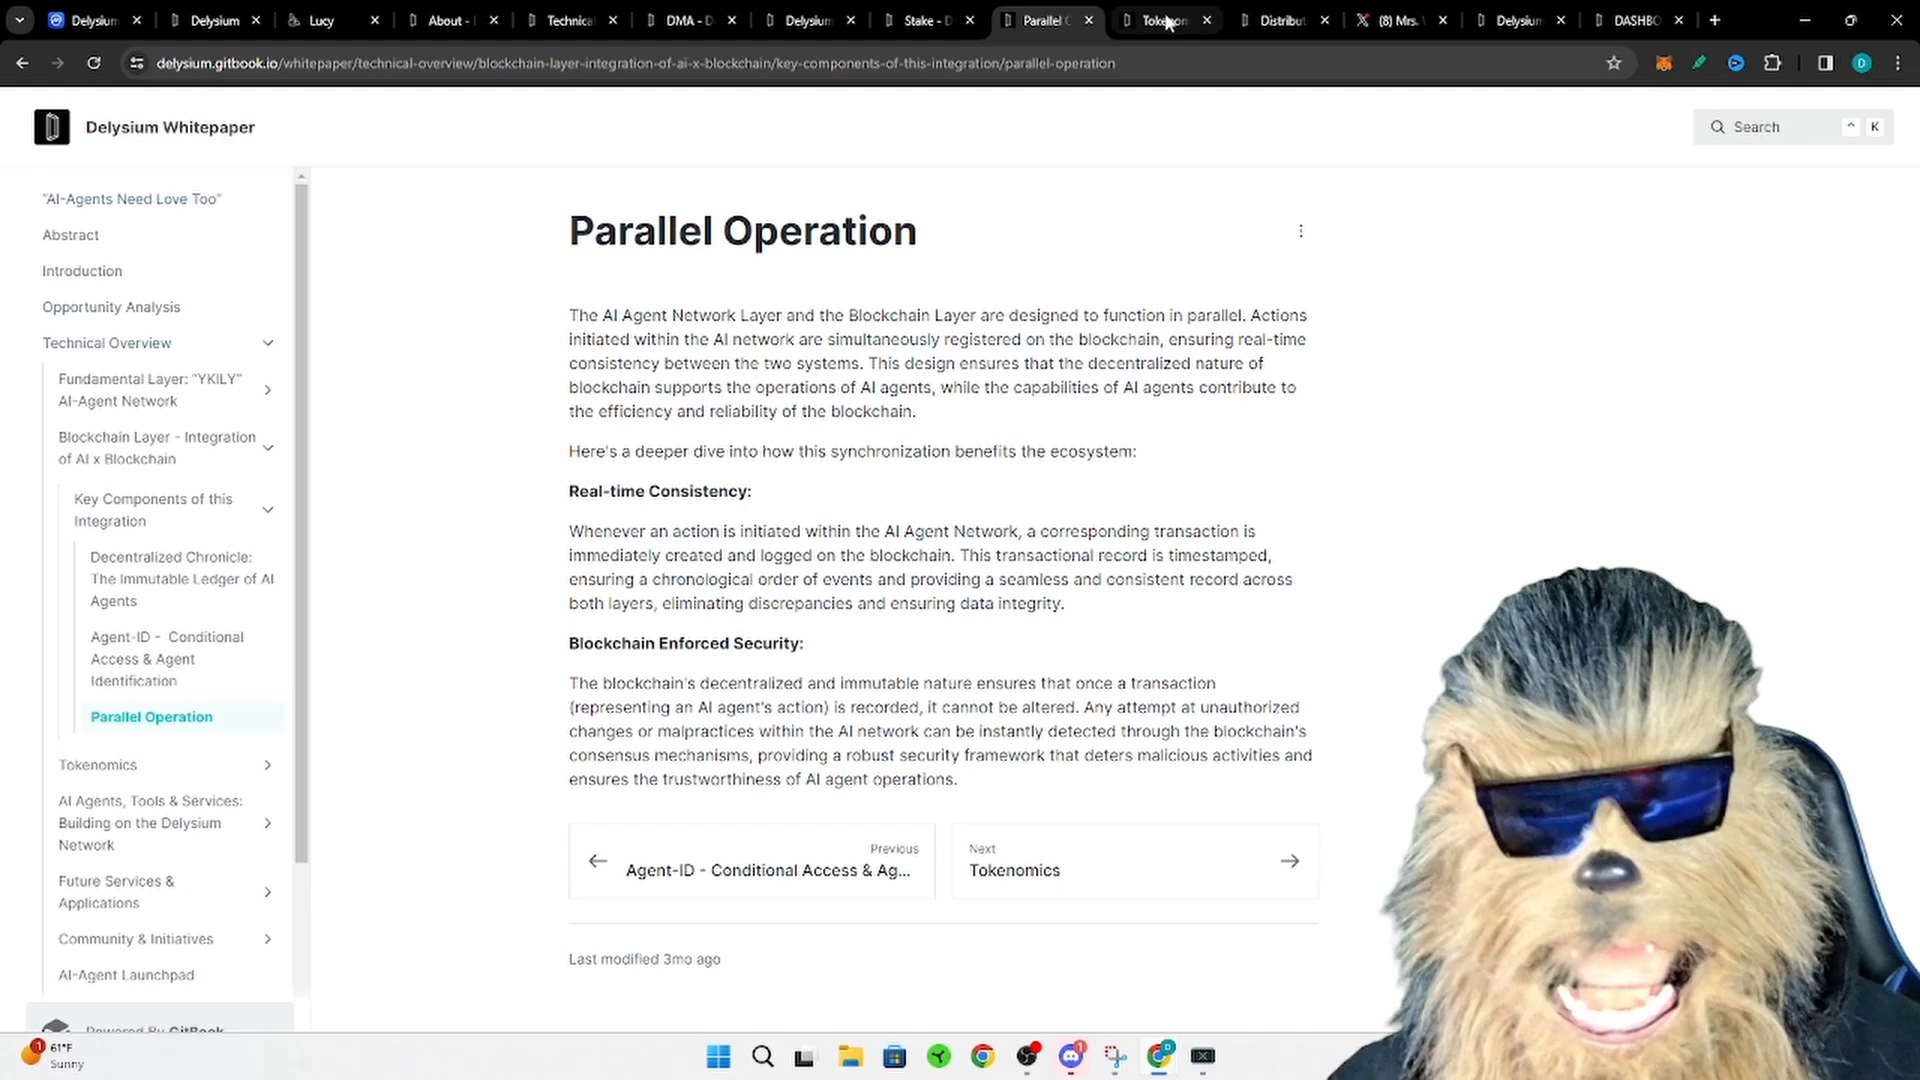 Delysium
Delysium
Lucy
About -
Technical
DMA - D
Delysium
Stake - D
Parallel
Distribut
(8) Mrs.
Delysium
DASHBO
delysium.gitbook.io/whitepaper/technical-overview/blockchain-layer-integration-of-ai-x-blockchain/key-components-of-this-integration/parallel-operation
D
Delysium Whitepaper
Search
^
K
"AI-Agents Need Love Too"
Abstract
Introduction
Opportunity Analysis
Technical Overview
Fundamental Layer: "YKILY"
AI-Agent Network
Blockchain Layer - Integration
of AI x Blockchain
Key Components of this
Integration
Decentralized Chronicle:
The Immutable Ledger of AI
Agents
Agent-ID - Conditional
Access & Agent
Identification
Parallel Operation
Tokenomics
AI Agents, Tools & Services:
Building on the Delysium
Network
Future Services &
Applications
Community & Initiatives
AI-Agent Launchpad
Powered By GitBook
Parallel Operation
The AI Agent Network Layer and the Blockchain Layer are designed to function in parallel. Actions
initiated within the AI network are simultaneously registered on the blockchain, ensuring real-time
consistency between the two systems. This design ensures that the decentralized nature of
blockchain supports the operations of AI agents, while the capabilities of AI agents contribute to
the efficiency and reliability of the blockchain.
Here's a deeper dive into how this synchronization benefits the ecosystem:
Real-time Consistency:
Whenever an action is initiated within the AI Agent Network, a corresponding transaction is
immediately created and logged on the blockchain. This transactional record is timestamped,
ensuring a chronological order of events and providing a seamless and consistent record across
both layers, eliminating discrepancies and ensuring data integrity.
Blockchain Enforced Security:
The blockchain's decentralized and immutable nature ensures that once a transaction
(representing an AI agent's action) is recorded, it cannot be altered. Any attempt at unauthorized
changes or malpractices within the AI network can be instantly detected through the blockchain's
consensus mechanisms, providing a robust security framework that deters malicious activities and
ensures the trustworthiness of AI agent operations.
Previous
Agent-ID - Conditional Access & Ag...
Next
Tokenomics
Last modified 3mo ago
1
61°F
Sunny
1
D